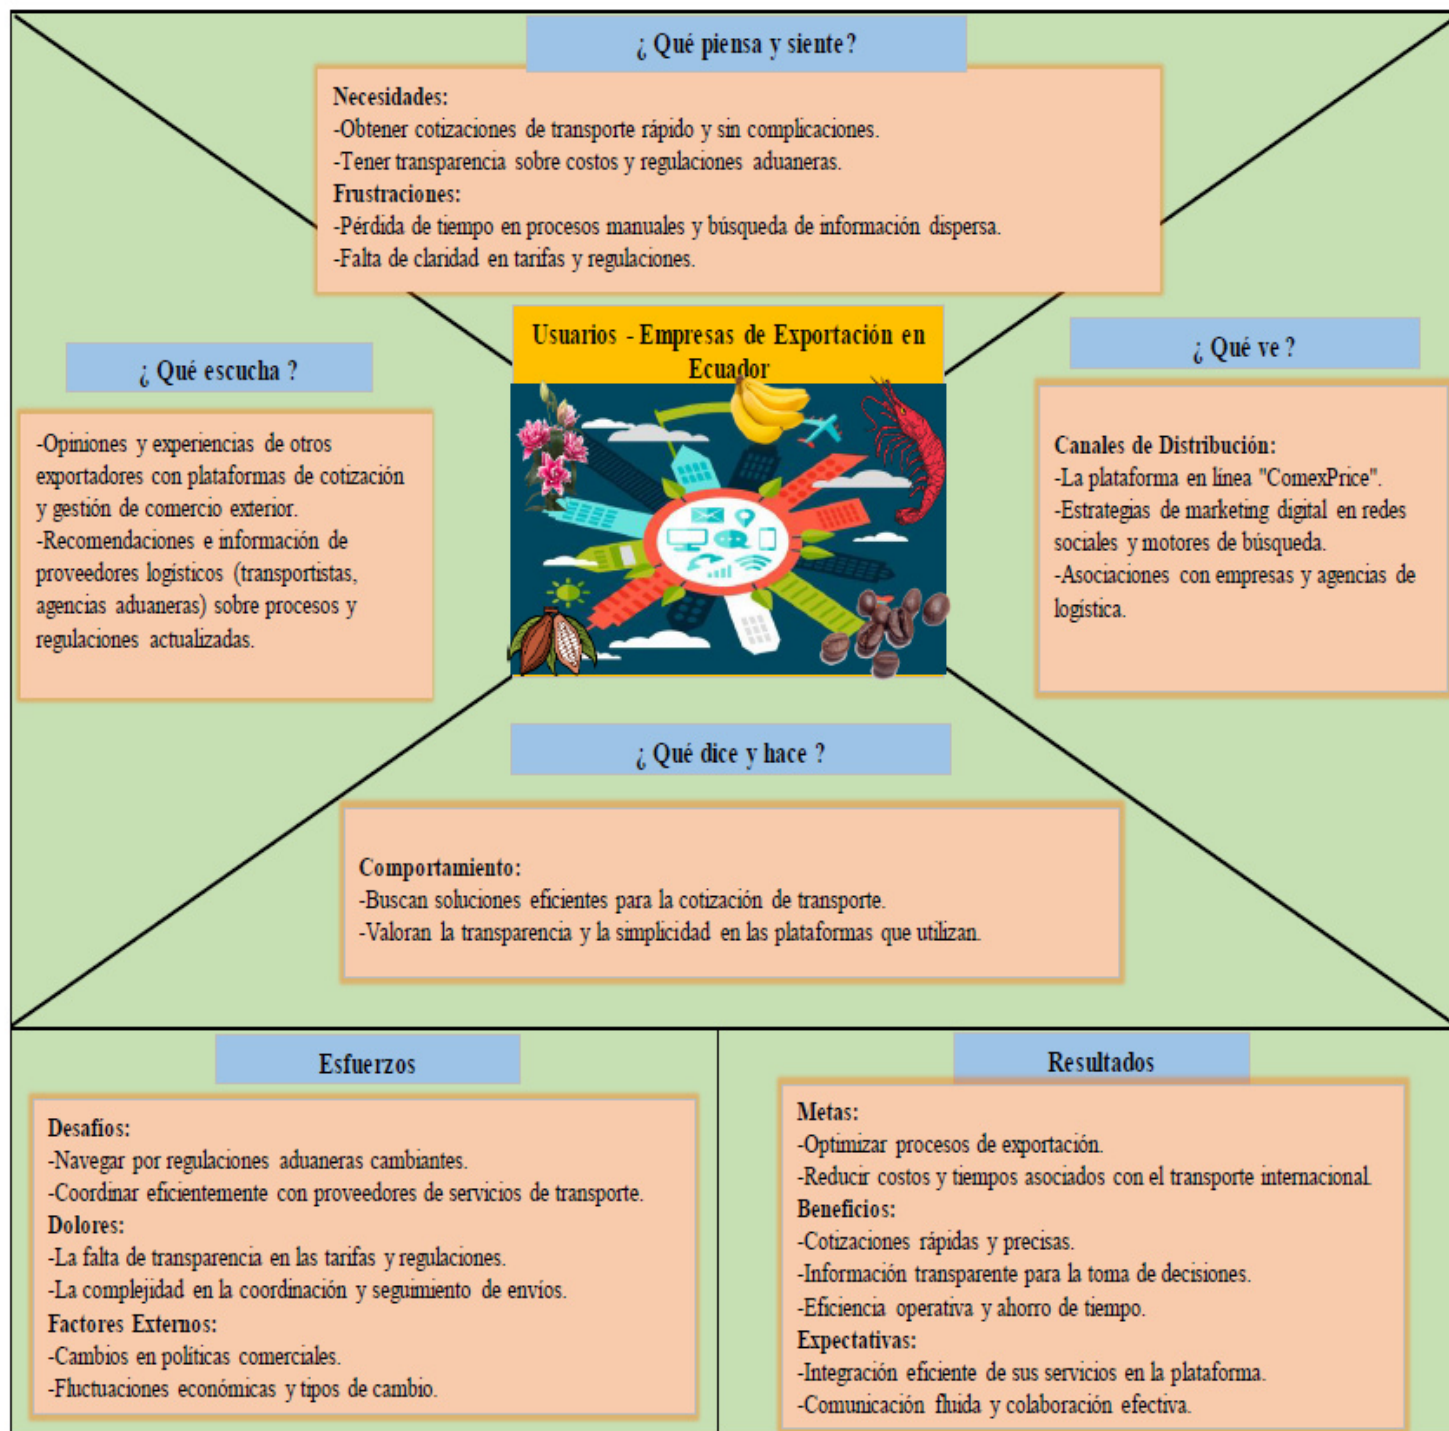 ¿ Qué piensa y siente?
Necesidades:
-Obtener cotizaciones de transporte rápido y sin complicaciones.
-Tener transparencia sobre costos y regulaciones aduaneras.
Frustraciones:
-Pérdida de tiempo en procesos manuales y búsqueda de información dispersa.
-Falta de claridad en tarifas y regulaciones.
¿ Qué escucha ?
-Opiniones y experiencias de otros
exportadores con plataformas de cotización
y gestión de comercio exterior.
-Recomendaciones e información de
proveedores logísticos (transportistas,
agencias aduaneras) sobre procesos y
regulaciones actualizadas.
Usuarios - Empresas de Exportación en
Ecuador
¿ Qué ve ?
Canales de Distribución:
-La plataforma en línea "ComexPrice".
-Estrategias de marketing digital en redes
sociales y motores de búsqueda.
-Asociaciones con empresas y agencias de
logística.
¿ Qué dice y hace ?
Comportamiento:
-Buscan soluciones eficientes para la cotización de transporte.
-Valoran la transparencia y la simplicidad en las plataformas que utilizan.
Esfuerzos
Desafíos:
-Navegar por regulaciones aduaneras cambiantes.
-Coordinar eficientemente con proveedores de servicios de transporte.
Dolores:
-La falta de transparencia en las tarifas y regulaciones.
-La complejidad en la coordinación y seguimiento de envíos.
Factores Externos:
-Cambios en políticas comerciales.
-Fluctuaciones económicas y tipos de cambio.
Resultados
Metas:
-Optimizar procesos de exportación.
-Reducir costos y tiempos asociados con el transporte internacional.
Beneficios:
-Cotizaciones rápidas y precisas.
-Información transparente para la toma de decisiones.
-Eficiencia operativa y ahorro de tiempo.
Expectativas:
-Integración eficiente de sus servicios en la plataforma.
-Comunicación fluida y colaboración efectiva.